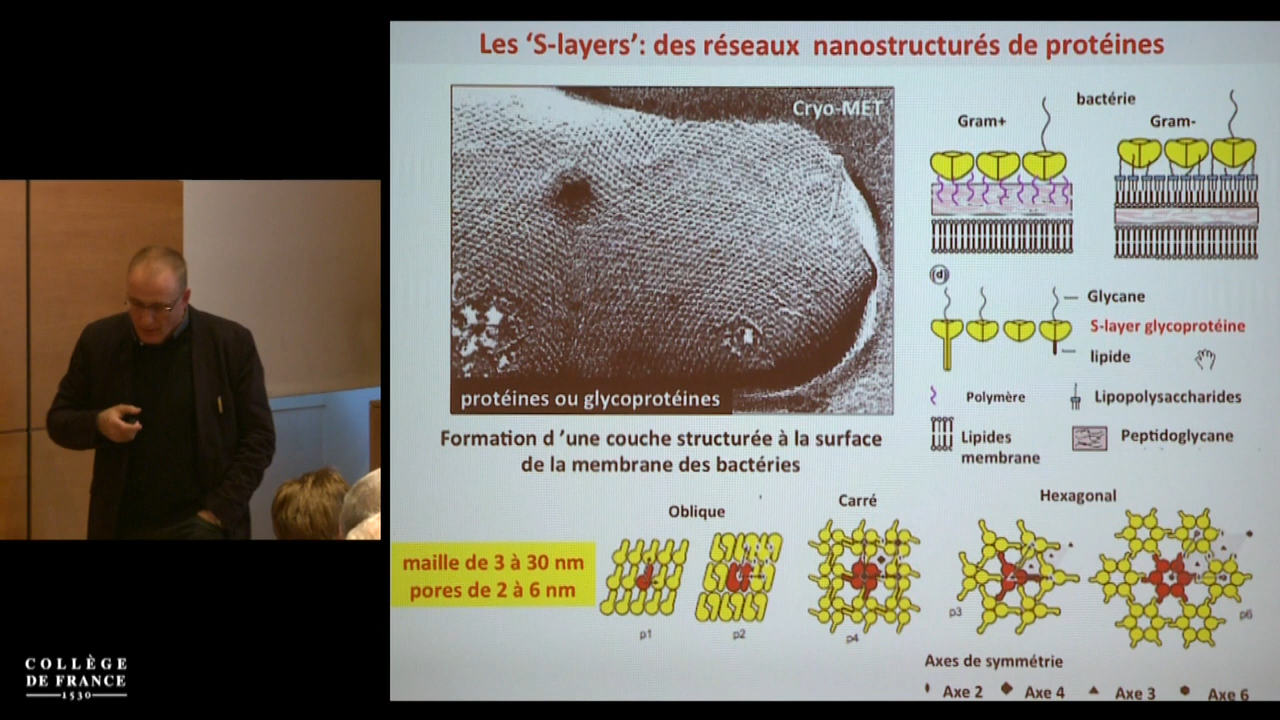 Les ‘S-layers’: des réseaux nanostructurés de protéines
Cryo-MET
protéines ou glycoprotéines
Formation d ’une couche structurée à la surface
de la membrane des bactéries
bactérie
Gram+
Gram-
(d)
Glycane
S-layer glycoprotéine
lipide
Polymère
Lipopolysaccharides
Lipides
membrane
Peptidoglycane
maille de 3 à 30 nm
pores de 2 à 6 nm
Oblique
Carré
Hexagonal
p1
p2
p4
p3
p6
Axes de symétrie
Axe 2
Axe 4
Axe 3
Axe 6
COLLÈGE
DE FRANCE
1530